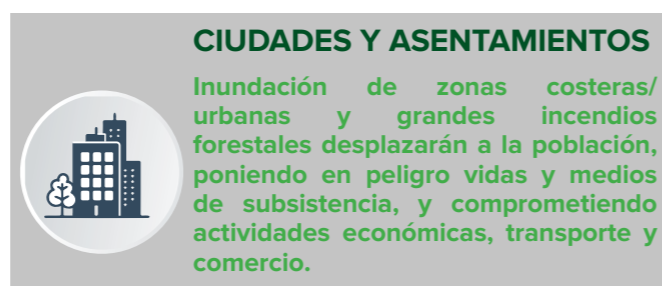 CIUDADES Y ASENTAMIENTOS
Inundación de zonas costeras/
urbanas y grandes incendios
forestales desplazarán a la población,
poniendo en peligro vidas y medios
de subsistencia, y comprometiendo
actividades económicas, transporte y
comercio.